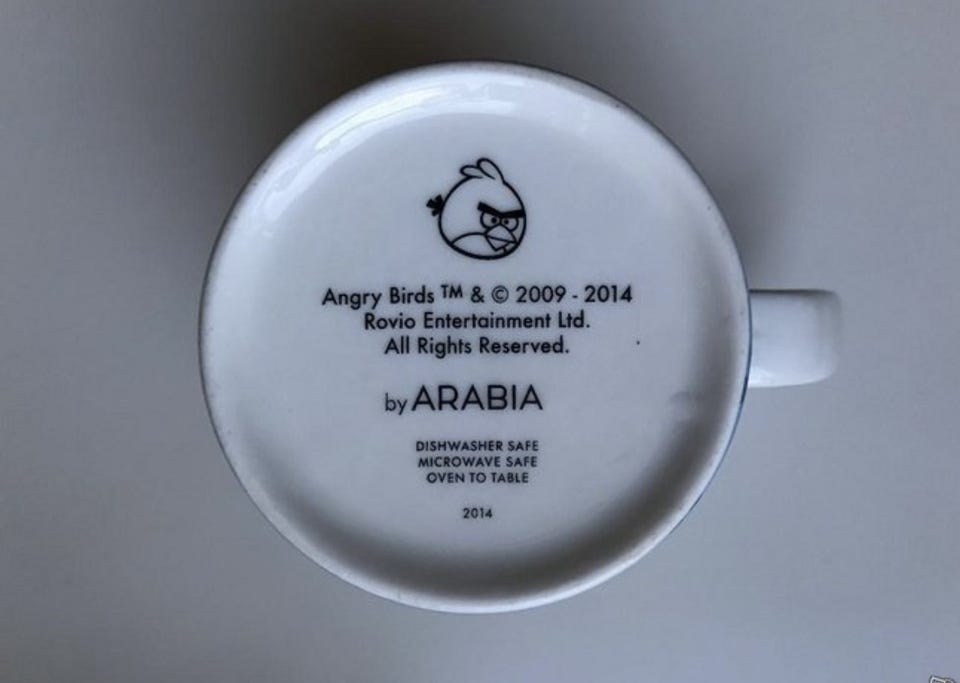 Angry Birds ™ & © 2009 - 2014
Rovio Entertainment Ltd.
All Rights Reserved.
by ARABIA
DISHWASHER SAFE
MICROWAVE SAFE
OVEN TO TABLE
2014